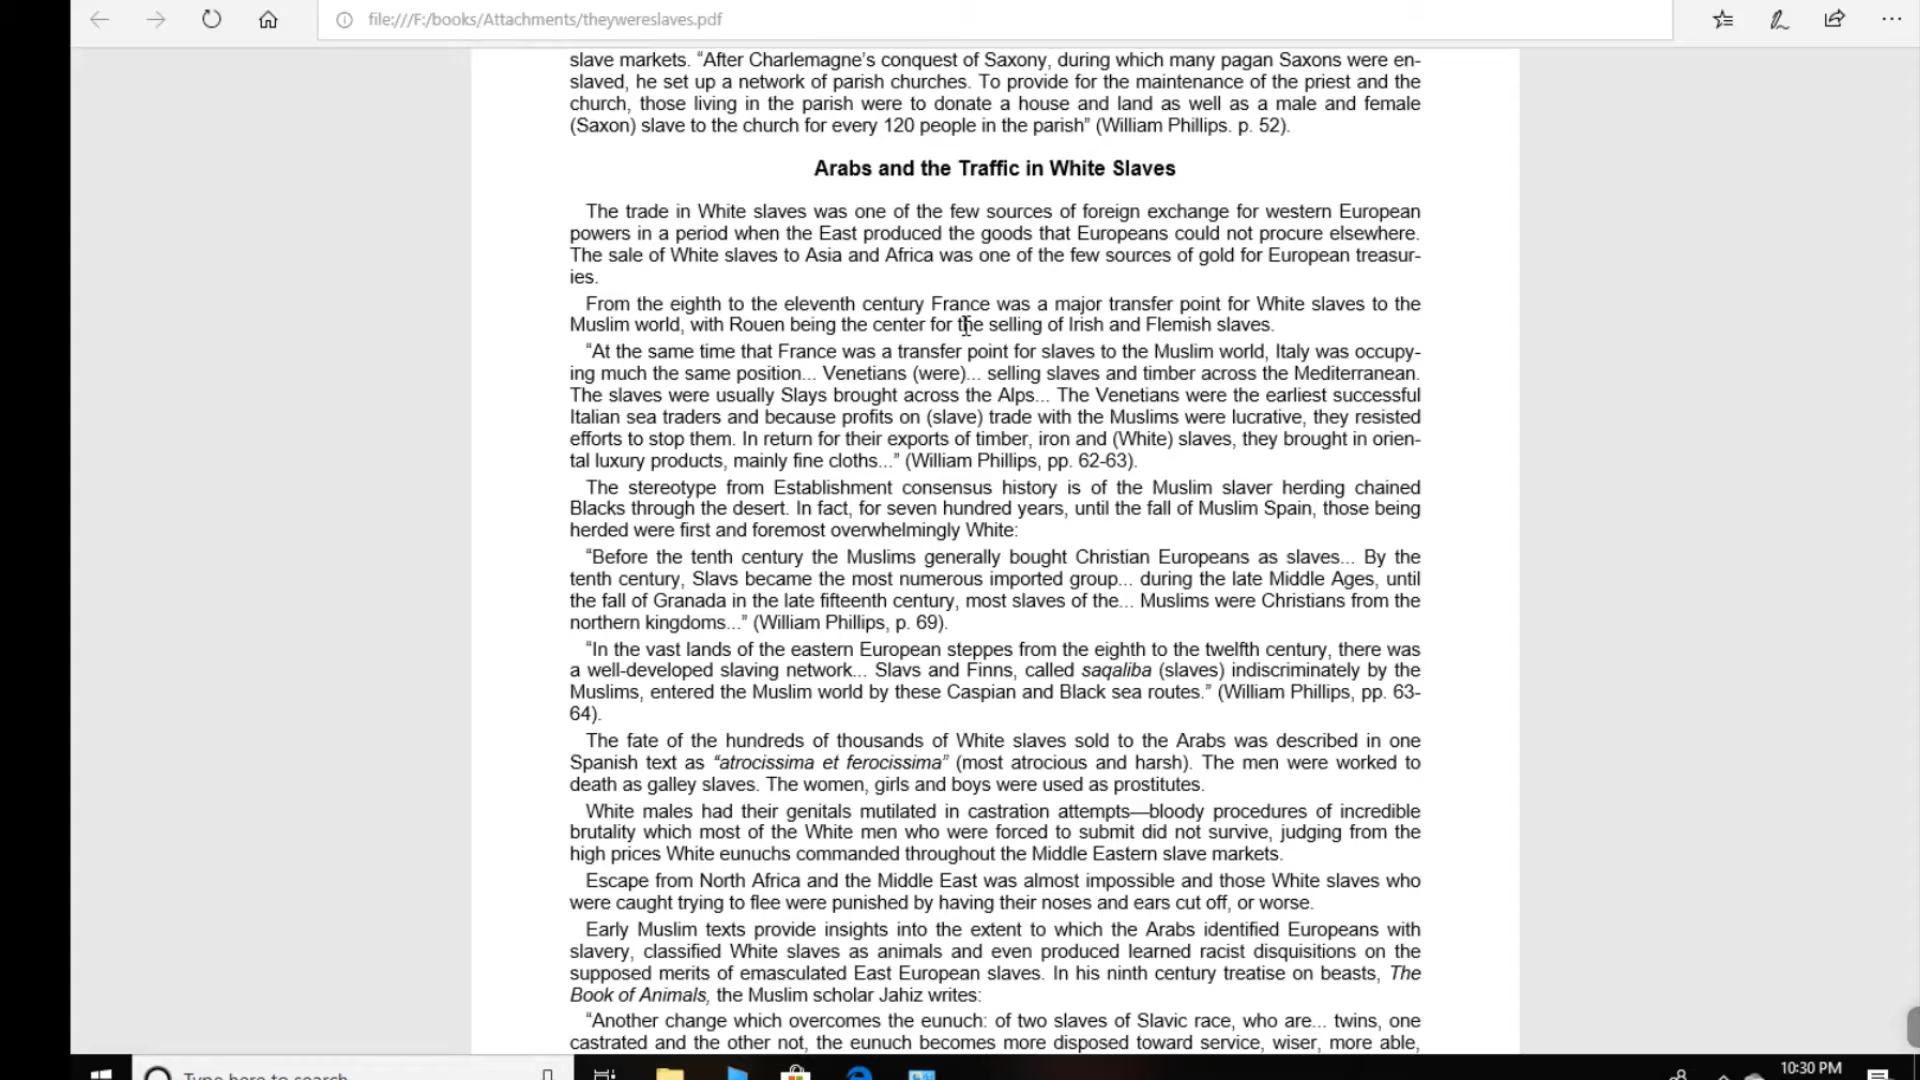 file:///F:/books/Attachments/theywereslaves.pdf
slave markets. “After Charlemagne’s conquest of Saxony, during which many pagan Saxons were en-
slaved, he set up a network of parish churches. To provide for the maintenance of the priest and the
church, those living in the parish were to donate a house and land as well as a male and female
(Saxon) slave to the church for every 120 people in the parish” (William Phillips. p. 52).
Arabs and the Traffic in White Slaves
The trade in White slaves was one of the few sources of foreign exchange for western European
powers in a period when the East produced the goods that Europeans could not procure elsewhere.
The sale of White slaves to Asia and Africa was one of the few sources of gold for European treasur-
ies.
From the eighth to the eleventh century France was a major transfer point for White slaves to the
Muslim world, with Rouen being the center for the selling of Irish and Flemish slaves.
“At the same time that France was a transfer point for slaves to the Muslim world, Italy was occupy-
ing much the same position... Venetians (were)... selling slaves and timber across the Mediterranean.
The slaves were usually Slays brought across the Alps... The Venetians were the earliest successful
Italian sea traders and because profits on (slave) trade with the Muslims were lucrative, they resisted
efforts to stop them. In return for their exports of timber, iron and (White) slaves, they brought in orien-
tal luxury products, mainly fine cloths...” (William Phillips, pp. 62-63).
The stereotype from Establishment consensus history is of the Muslim slaver herding chained
Blacks through the desert. In fact, for seven hundred years, until the fall of Muslim Spain, those being
herded were first and foremost overwhelmingly White:
“Before the tenth century the Muslims generally bought Christian Europeans as slaves... By the
tenth century, Slavs became the most numerous imported group... during the late Middle Ages, until
the fall of Granada in the late fifteenth century, most slaves of the... Muslims were Christians from the
northern kingdoms...” (William Phillips, p. 69).
“In the vast lands of the eastern European steppes from the eighth to the twelfth century, there was
a well-developed slaving network... Slavs and Finns, called saqaliba (slaves) indiscriminately by the
Muslims, entered the Muslim world by these Caspian and Black sea routes.” (William Phillips, pp. 63-
64).
The fate of the hundreds of thousands of White slaves sold to the Arabs was described in one
Spanish text as “atrocissima et ferocissima” (most atrocious and harsh). The men were worked to
death as galley slaves. The women, girls and boys were used as prostitutes.
White males had their genitals mutilated in castration attempts—bloody procedures of incredible
brutality which most of the White men who were forced to submit did not survive, judging from the
high prices White eunuchs commanded throughout the Middle Eastern slave markets.
Escape from North Africa and the Middle East was almost impossible and those White slaves who
were caught trying to flee were punished by having their noses and ears cut off, or worse.
Early Muslim texts provide insights into the extent to which the Arabs identified Europeans with
slavery, classified White slaves as animals and even produced learned racist disquisitions on the
supposed merits of emasculated East European slaves. In his ninth century treatise on beasts, The
Book of Animals, the Muslim scholar Jahiz writes:
“Another change which overcomes the eunuch: of two slaves of Slavic race, who are... twins, one
castrated and the other not, the eunuch becomes more disposed toward service, wiser, more able,
Type here to search
10:30 PM